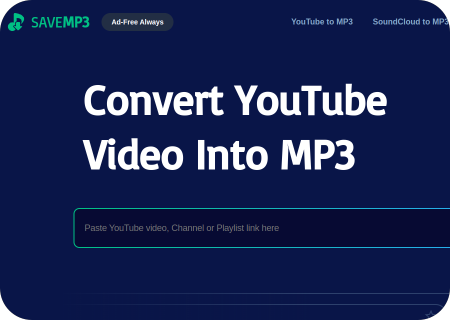 SAVEMP3
Ad-Free Always
YouTube to MP3
SoundCloud to MP3
Convert YouTube
Video Into MP3
Paste YouTube video, Channel or Playlist link here